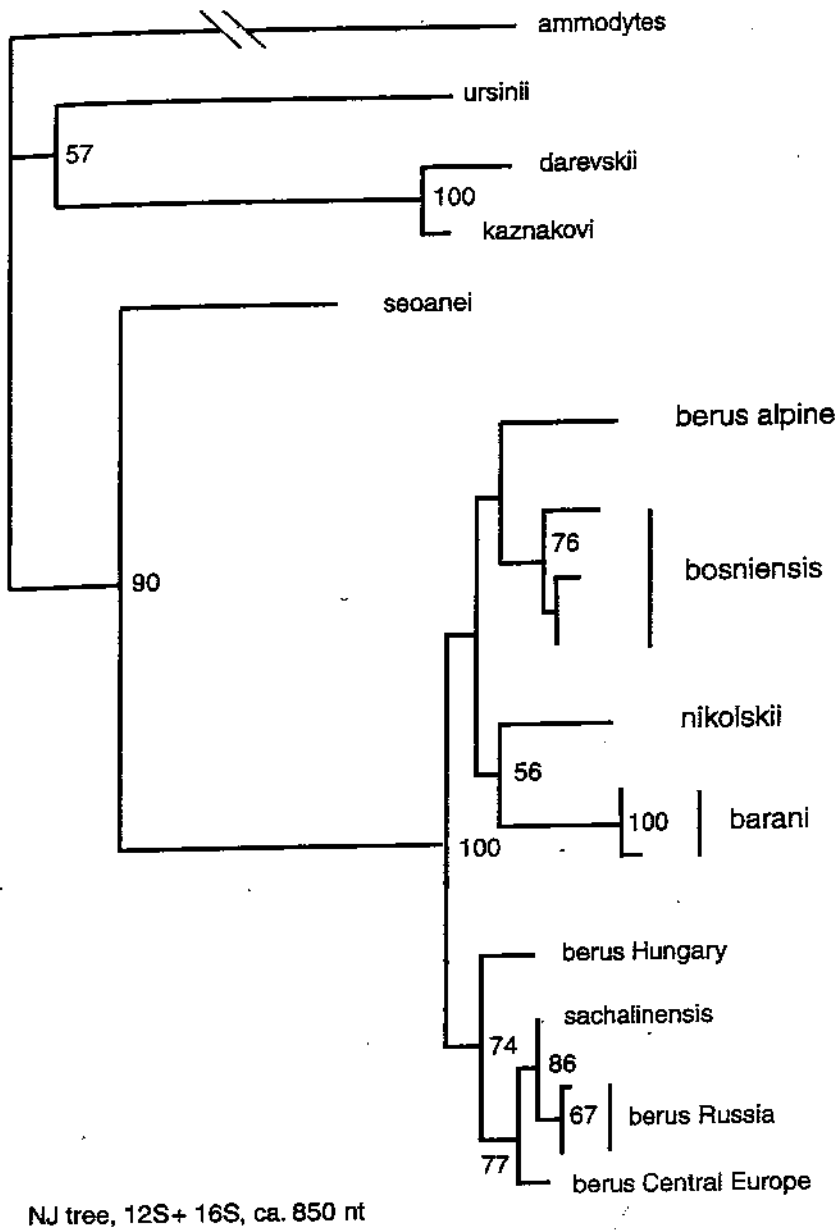 ammodytes
ursinii
57
darevskii
100
kaznakovi
seoanei
berus alpine
76
bosniensis
90
nikolskii
56
100
barani
100
berus Hungary
sachalinensis
74
86
67
berus Russia
77
berus Central Europe
NJ tree, 12S+ 16S, ca. 850 nt